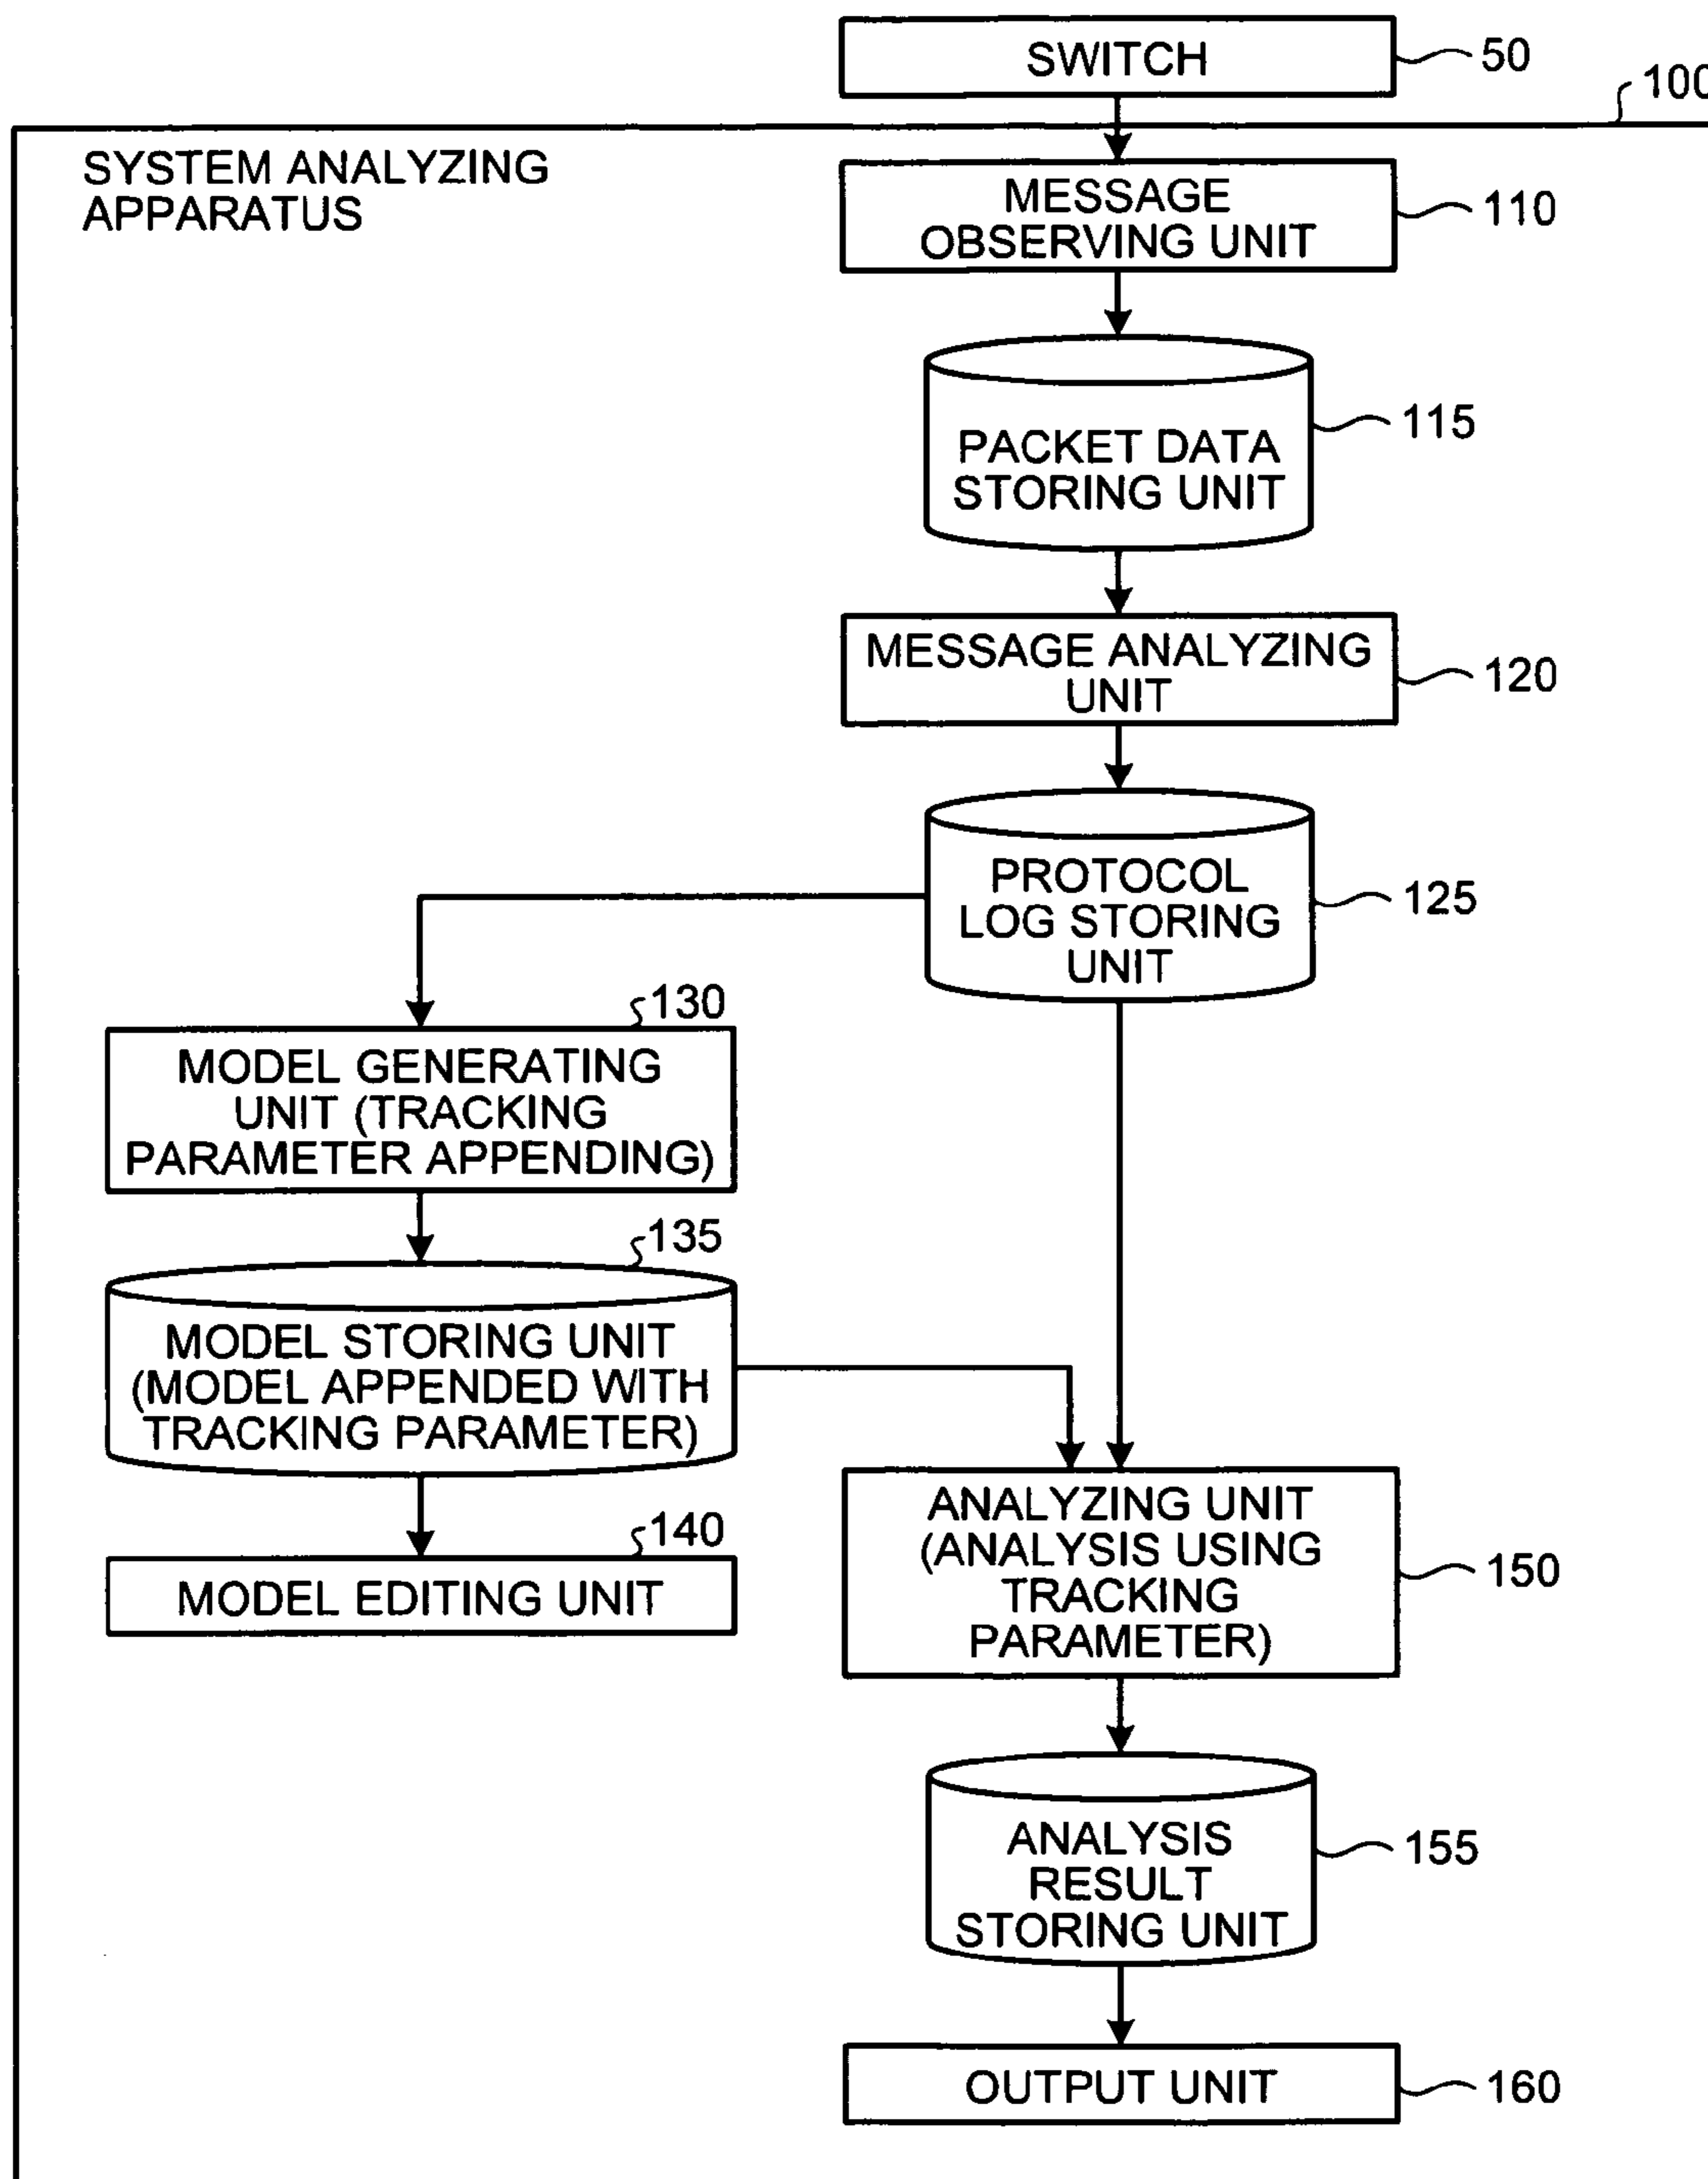 SWITCH
50
100
SYSTEM ANALYZING
APPARATUS
MESSAGE
OBSERVING UNIT
110
PACKET DATA
STORING UNIT
115
MESSAGE ANALYZING
UNIT
120
PROTOCOL
LOG STORING
UNIT
125
130
MODEL GENERATING
UNIT (TRACKING
PARAMETER APPENDING)
135
MODEL STORING UNIT
(MODEL APPENDED WITH
TRACKING PARAMETER)
140
MODEL EDITING UNIT
ANALYZING UNIT
(ANALYSIS USING
TRACKING
PARAMETER)
150
ANALYSIS
RESULT
STORING UNIT
155
OUTPUT UNIT
160